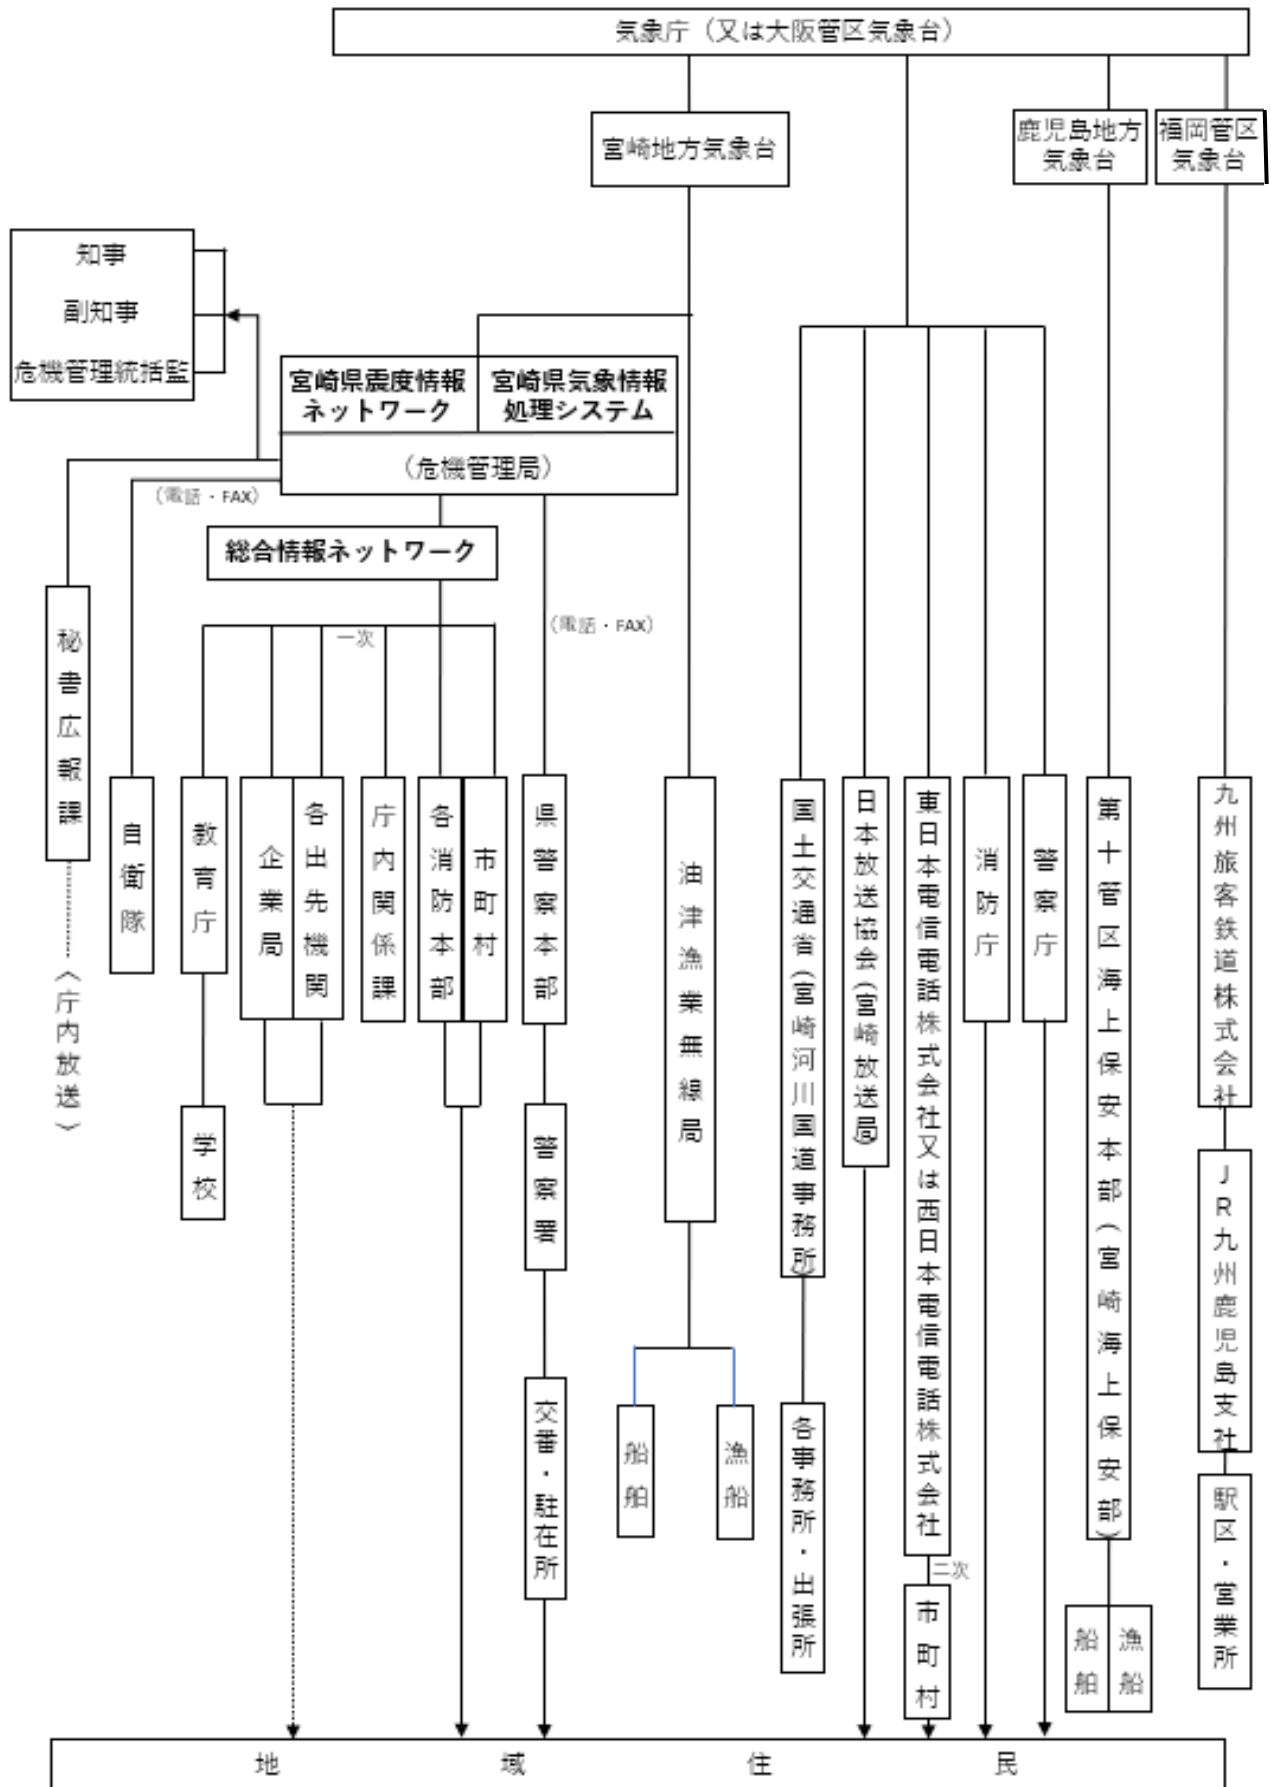 気象庁（又は大阪管区気象台）
宮崎地方気象台
鹿児島地方
気象台
福岡管区
気象台
知事
副知事
危機管理統括監
宮崎県震度情報
ネットワーク
宮崎県気象情報
処理システム
（危機管理局）
（電話・FAX）
総合情報ネットワーク
（電話・FAX）
一次
秘書広報課
〈庁内放送〉
自衛隊
教育庁
学校
企業局
各出先機関
庁内関係課
各消防本部
市町村
県警察本部
警察署
交番・駐在所
油津漁業無線局
船舶
漁船
国土交通省（宮崎河川国道事務所）
各事務所・出張所
日本放送協会（宮崎放送局）
東日本電信電話株式会社又は西日本電信電話株式会社
二次
市町村
消防庁
警察庁
第十管区海上保安本部（宮崎海上保安部）
船舶
漁船
九州旅客鉄道株式会社
ＪＲ九州鹿児島支社
駅区・営業所
地域住民